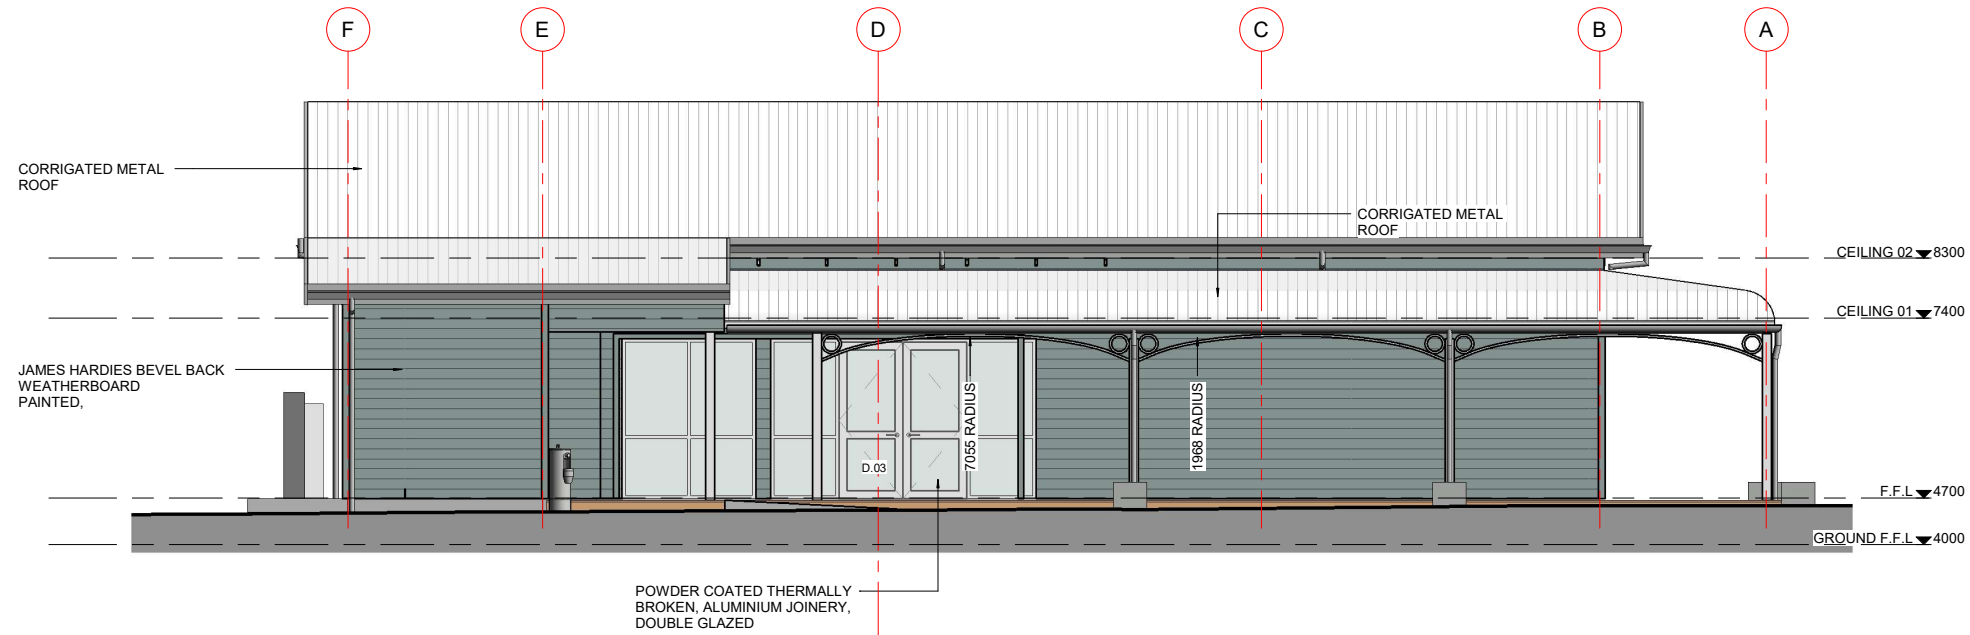 F
E
D
C
B
A
CORRIGATED METAL
ROOF
CORRIGATED METAL
ROOF
CEILING 02
8300
CEILING 01
7400
JAMES HARDIES BEVEL BACK
WEATHERBOARD
PAINTED,
7055 RADIUS
1968 RADIUS
D.03
F.F.L
4700
GROUND F.F.L
4000
POWDER COATED THERMALLY
BROKEN, ALUMINIUM JOINERY,
DOUBLE GLAZED